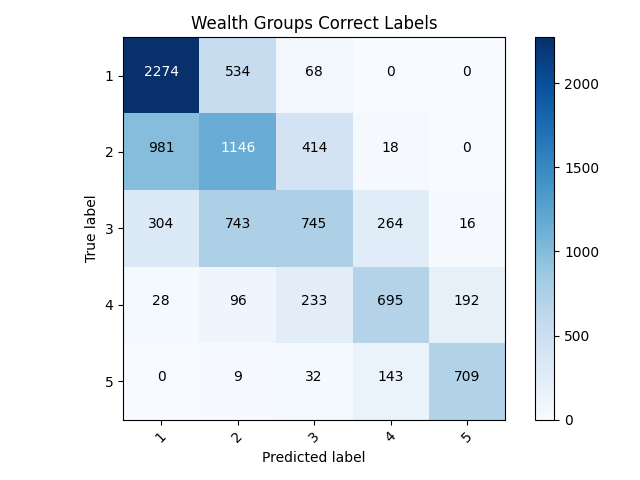 Wealth Groups Correct Labels
1 2274 534 68 0 0
2 981 1146 414 18 0
3 304 743 745 264 16
4 28 96 233 695 192
5 0 9 32 143 709
1 2 3 4 5
Predicted label
True label
2000
1500
1000
500
0